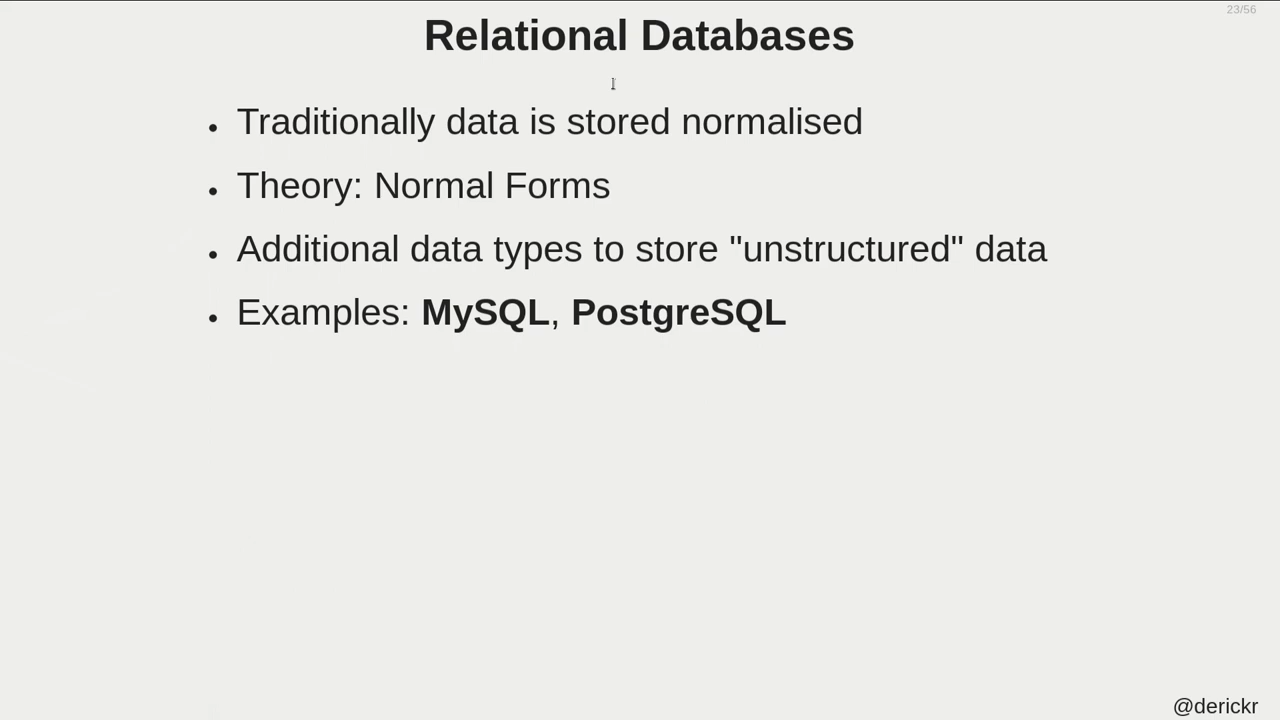 23/56
Relational Databases
Traditionally data is stored normalised
Theory: Normal Forms
Additional data types to store "unstructured" data
Examples: MySQL, PostgreSQL
@derickr